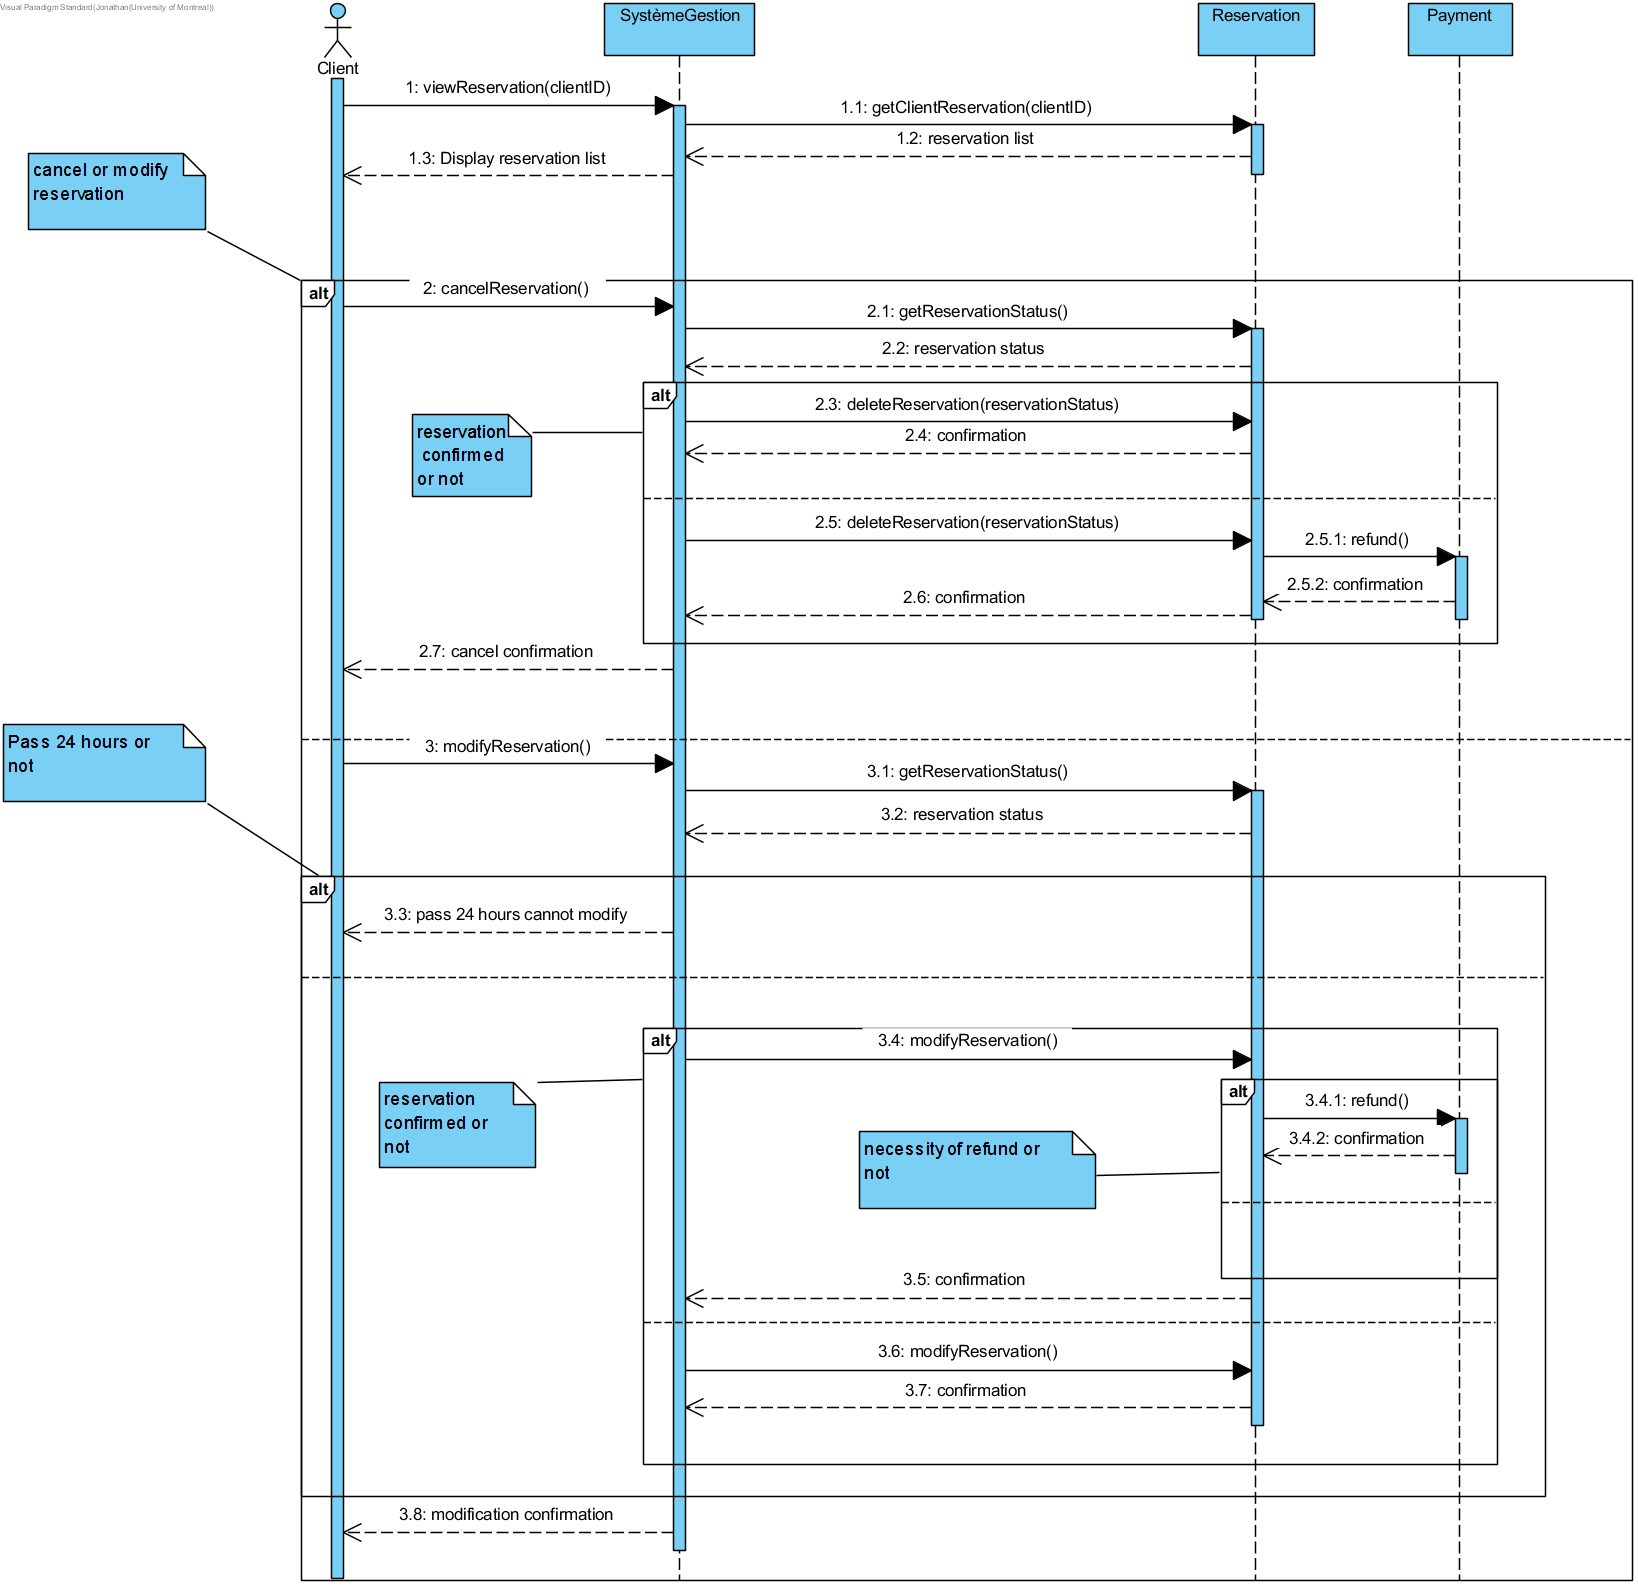 Visual Paradigm Standard(Jonathan(University of Montreal))
Client
SystèmeGestion
Reservation
Payment
1: viewReservation(clientID)
1.1: getClientReservation(clientID)
1.2: reservation list
1.3: Display reservation list
cancel or modify
reservation
alt
2: cancelReservation()
2.1: getReservationStatus()
2.2: reservation status
alt
2.3: deleteReservation(reservationStatus)
reservation
confirmed
or not
2.4: confirmation
2.5: deleteReservation(reservationStatus)
2.5.1: refund()
2.5.2: confirmation
2.6: confirmation
2.7: cancel confirmation
Pass 24 hours or
not
3: modifyReservation()
3.1: getReservationStatus()
3.2: reservation status
alt
3.3: pass 24 hours cannot modify
alt
3.4: modifyReservation()
reservation
confirmed or
not
alt
3.4.1: refund()
3.4.2: confirmation
necessity of refund or
not
3.5: confirmation
3.6: modifyReservation()
3.7: confirmation
3.8: modification confirmation